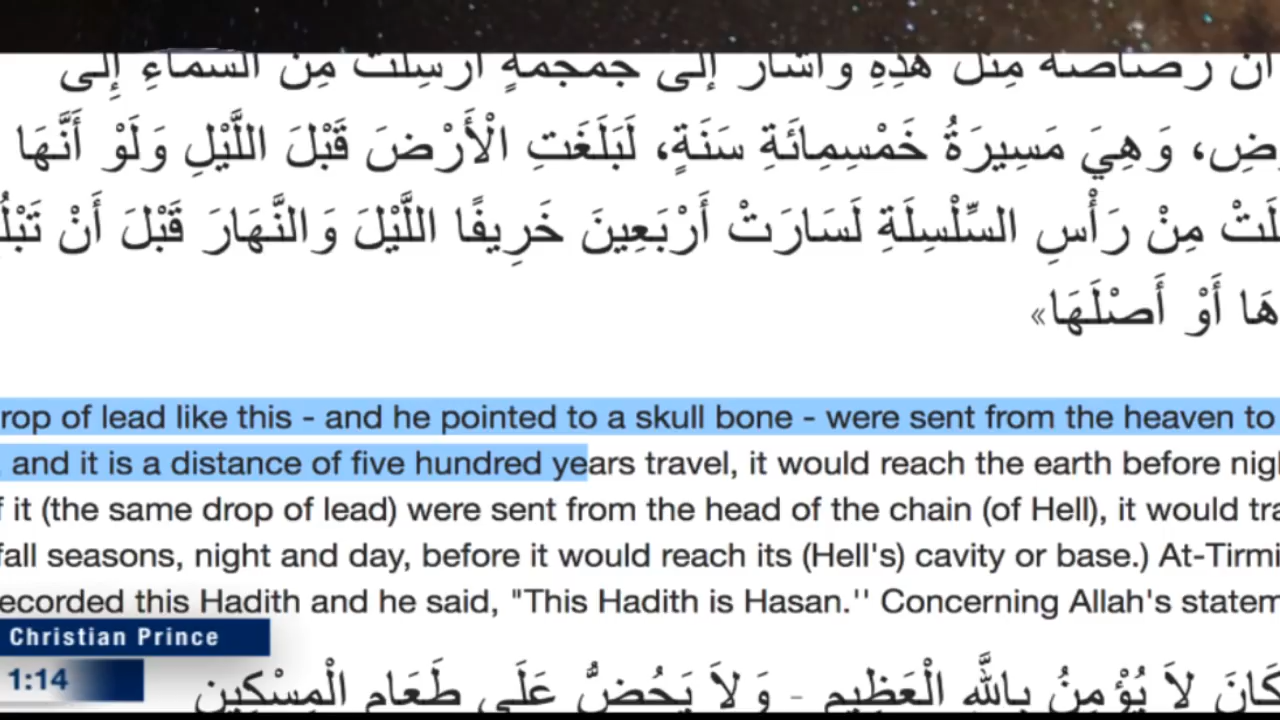 أن رصاصة مثل هذه وأشار إلى جمجمة أرسلت من السماء إلى
وَهِيَ مَسِيرَةُ خَمْسِمِائَةِ سَنَةٍ، لَبَلَغَتِ الْأَرْضَ قَبْلَ اللَّيْلِ وَلَوْ أَنَّهَا
مِنْ رَأْسِ السِّلْسِلَةِ لَسَارَتْ أَرْبَعِينَ خَرِيفًا اللَّيْلَ وَالنَّهَارَ قَبْلَ أَنْ
هَا أَوْ أَصْلَهَا»
rop of lead like this - and he pointed to a skull bone - were sent from the heaven to
, and it is a distance of five hundred years travel, it would reach the earth before nig
f it (the same drop of lead) were sent from the head of the chain (of Hell), it would tra
fall seasons, night and day, before it would reach its (Hell's) cavity or base.) At-Tirmi
ecorded this Hadith and he said, "This Hadith is Hasan.'' Concerning Allah's statem
Christian Prince
1:14
كَانَ لاَ يُؤْمِنُ بِاللَّهِ الْعَظِيمِ - وَلاَ يَحُضُّ عَلَى طَعَامِ الْمِسْكِينِ